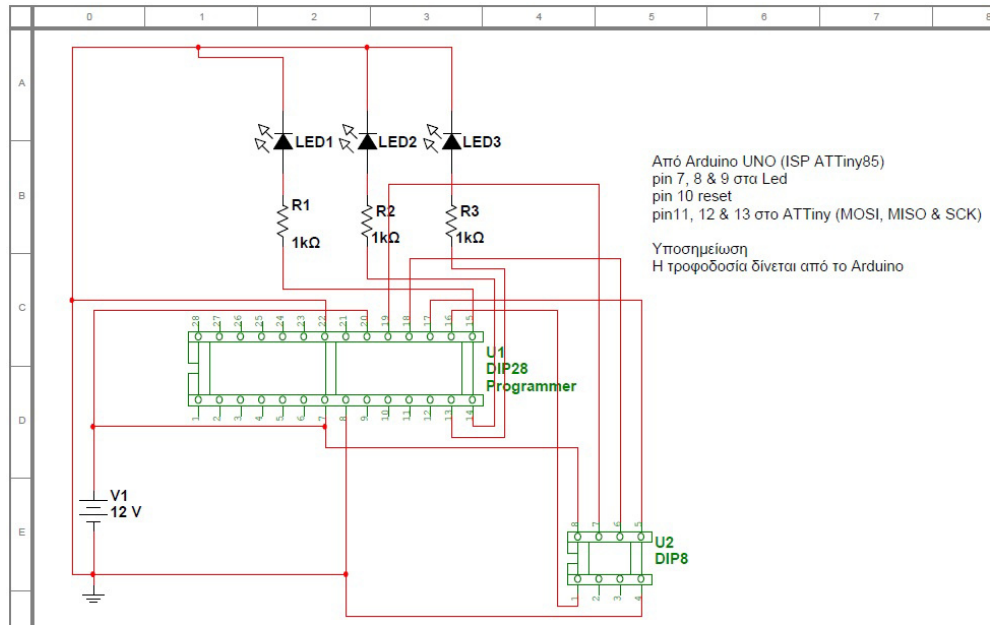 0 1 2 3 4 5 6 7 8
A
B
C
D
E
LED1 LED2 LED3
R1 R2 R3
1kΩ 1kΩ 1kΩ
Από Arduino UNO (ISP ATTiny85)
pin 7, 8 & 9 στα Led
pin 10 reset
pin11, 12 & 13 στο ATTiny (MOSI, MISO & SCK)
Υποσημείωση
Η τροφοδοσία δίνεται από το Arduino
28 27 26 25 24 23 22 21 20 19 18 17 16 15
U1
DIP28
Programmer
1 2 3 4 5 6 7 8 9 10 11 12 13 14
V1
12 V
8 7 6 5
U2
DIP8
1 2 3 4